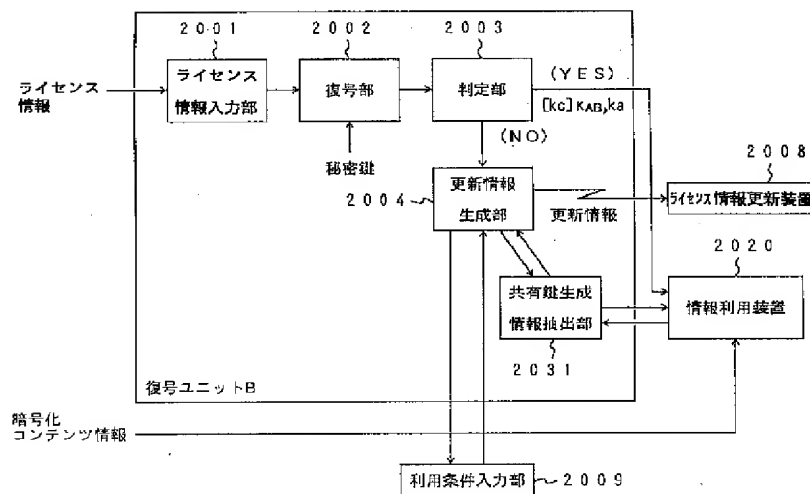 2001
2002
2003
ライセンス
情報
ライセンス
情報入力部
復号部
判定部
(YES)
[kc]KAB,ka
(NO)
秘密鍵
2004
更新情報
生成部
更新情報
2008
ライセンス情報更新装置
2020
共有鍵生成
情報抽出部
情報利用装置
2031
復号ユニットB
暗号化
コンテンツ情報
利用条件入力部
2009